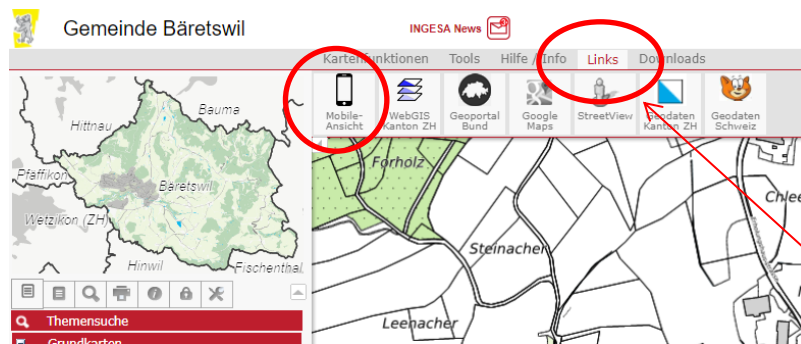 Gemeinde Bäretswil
INGESA News
Kartenfunktionen Tools Hilfe / Info Links Downloads
Mobile-
Ansicht
WebGIS
Kanton ZH
Geoportal
Bund
Google
Maps
StreetView
Geodaten
Kanton ZH
Geodaten
Schweiz
Bauma
Hittnau
Pfäffikon
Bäretswil
Wetzikon (ZH)
Hinwil
Fischenthal
Forholz
Chlee
Steinacher
Leenacher
Themensuche
Grundkarten